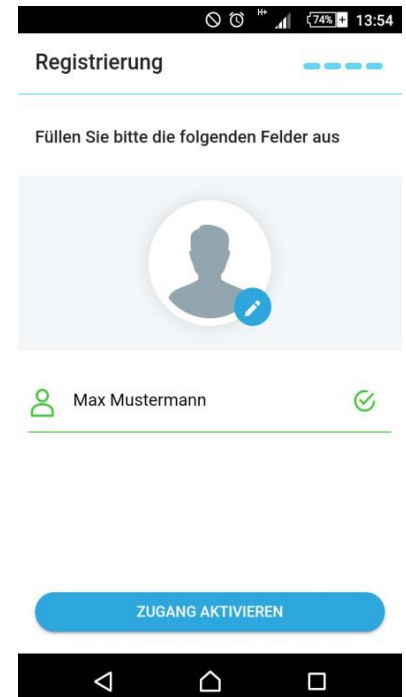 H+ 74% 13:54
Registrierung
Füllen Sie bitte die folgenden Felder aus
Max Mustermann
ZUGANG AKTIVIEREN